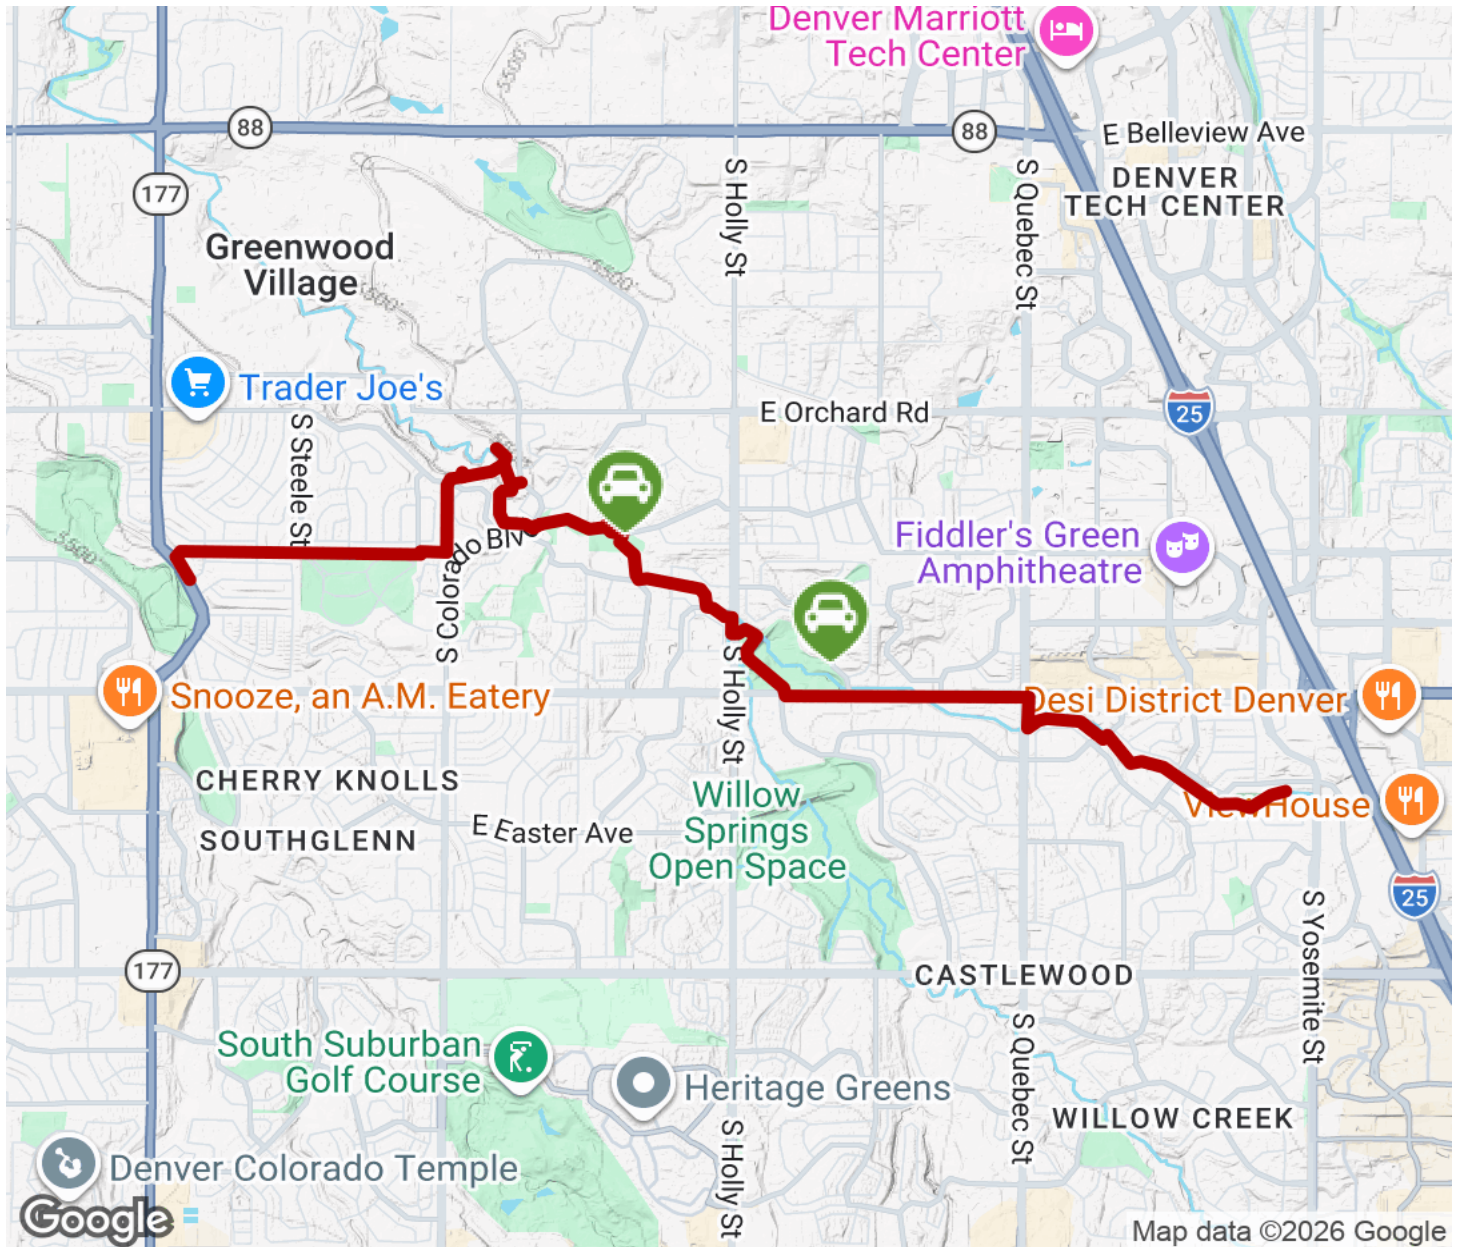 Denver Marriott
Tech Center
88
88
E Belleview Ave
177
S Holly St
S Quebec St
DENVER
TECH CENTER
Greenwood
Village
Trader Joe's
E Orchard Rd
25
S Steele St
Fiddler's Green
Amphitheatre
S Colorado Blv
S Holly St
Snooze, an A.M. Eatery
Desi District Denver
CHERRY KNOLLS
Willow
Springs
Open Space
ViewHouse
SOUTHGLENN
E Easter Ave
25
S Yosemite St
177
CASTLEWOOD
South Suburban
Golf Course
S Quebec St
Heritage Greens
WILLOW CREEK
S Holly St
Denver Colorado Temple
Google
Map data ©2026 Google